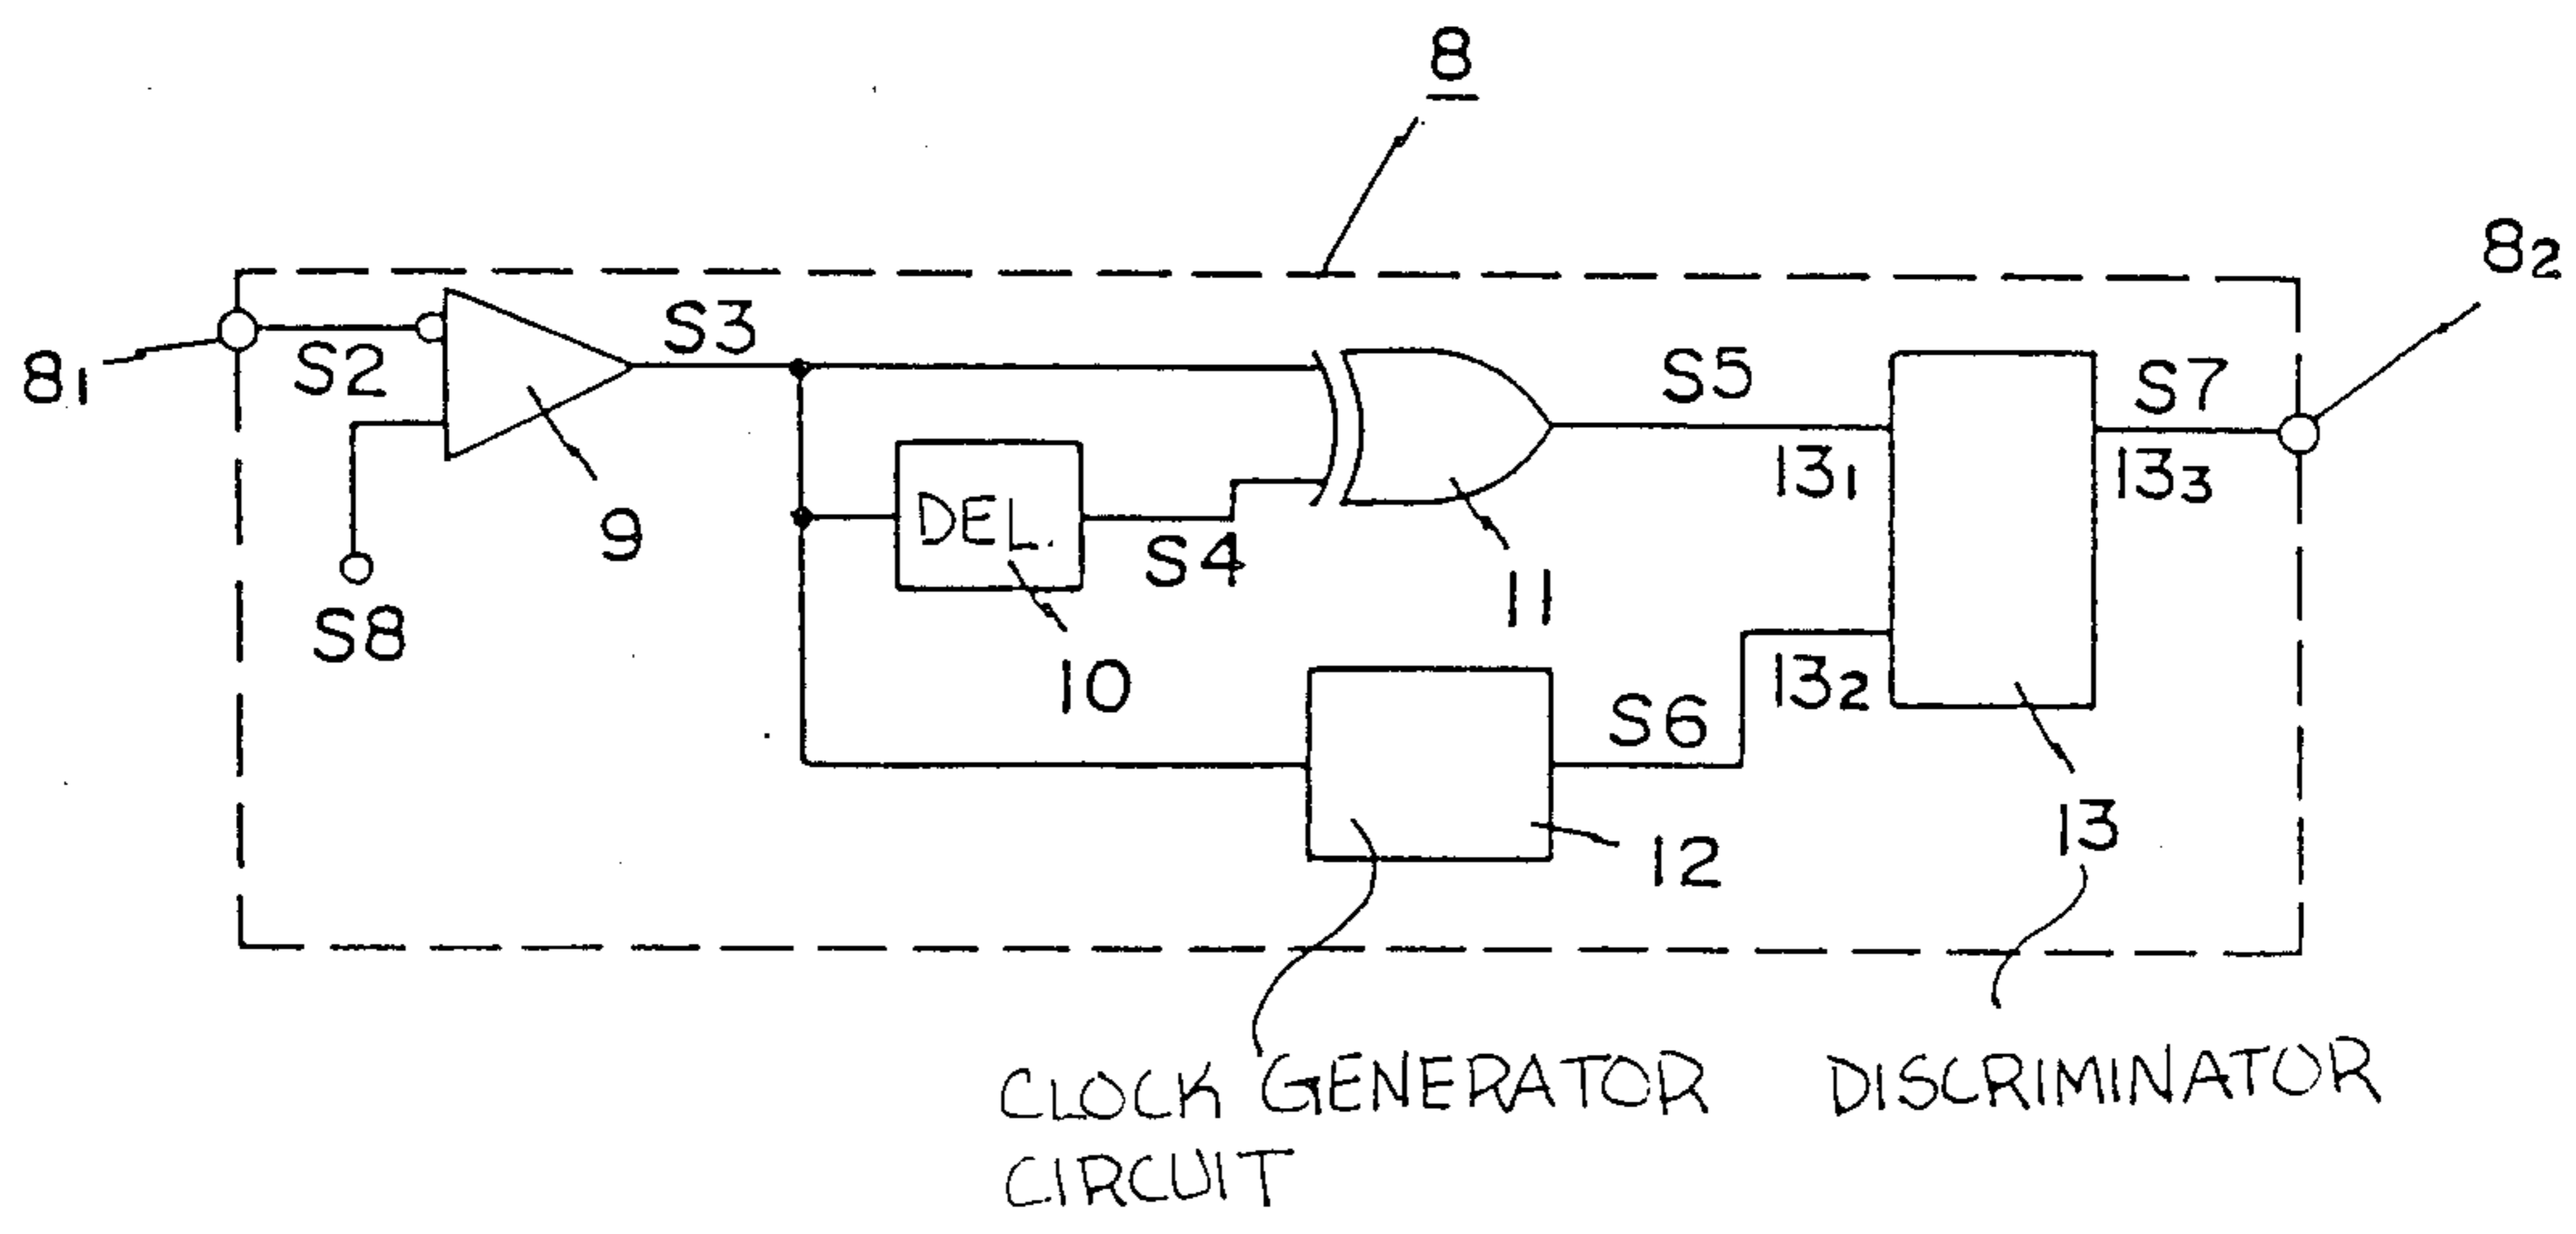 8
8₂
8₁
S2
S3
S5
S7
13₁
13₃
DEL.
S4
9
S8
11
10
13₂
S6
12
13
CLOCK GENERATOR
CIRCUIT
DISCRIMINATOR